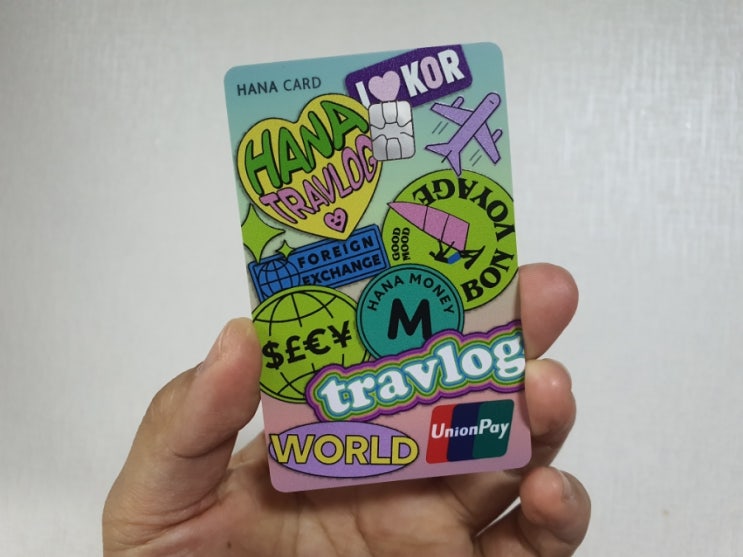 HANA CARD
I KOR
HANA
TRAVLOG
BON VOYAGE
GOOD
MOOD
FOREIGN
EXCHANGE
HANA MONEY
M
$£€¥
travlog
WORLD
UnionPay